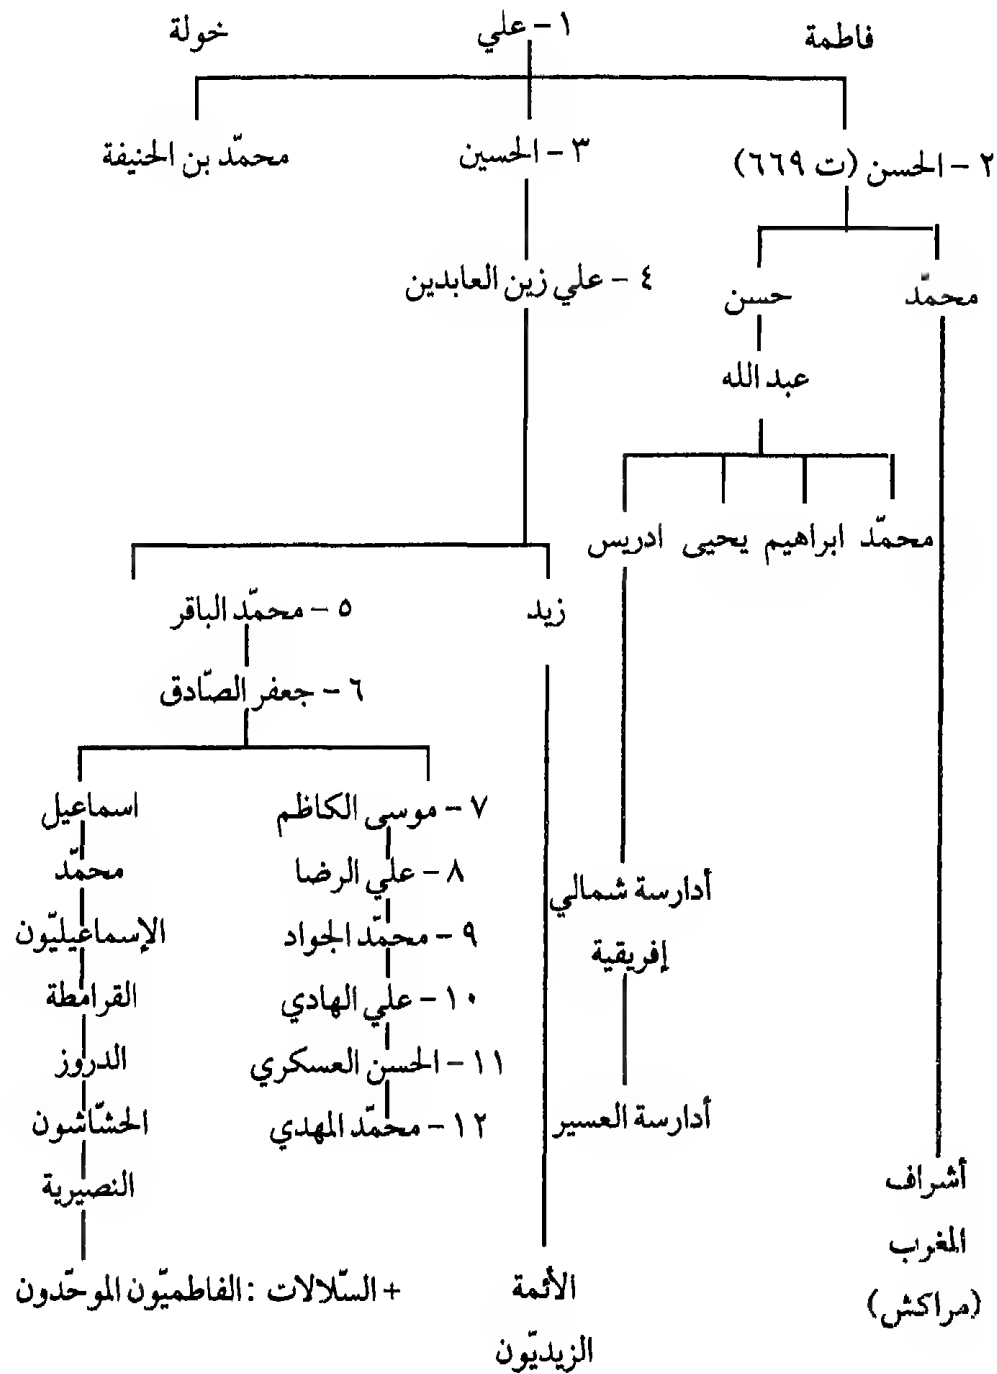 فاطمة
١ - علي
خولة
٢ - الحسن (ت ٦٦٩)
٣ - الحسين
محمّد بن الحنيفة
محمّد
حسن
٤ - علي زين العابدين
عبد الله
محمّد ابراهيم يحيى ادريس
زيد
٥ - محمّد الباقر
٦ - جعفر الصّادق
٧ - موسى الكاظم
اسماعيل
٨ - علي الرضا
محمّد
أدارسة شمالي
إفريقية
٩ - محمّد الجواد
الإسماعيليّون
١٠ - علي الهادي
القرامطة
١١ - الحسن العسكري
الدروز
أدارسة العسير
١٢ - محمّد المهدي
الحشّاشون
أشراف
المغرب
(مراكش)
النصيرية
الأئمة
الزيديّون
+ السّلالات : الفاطميّون الموحّدون